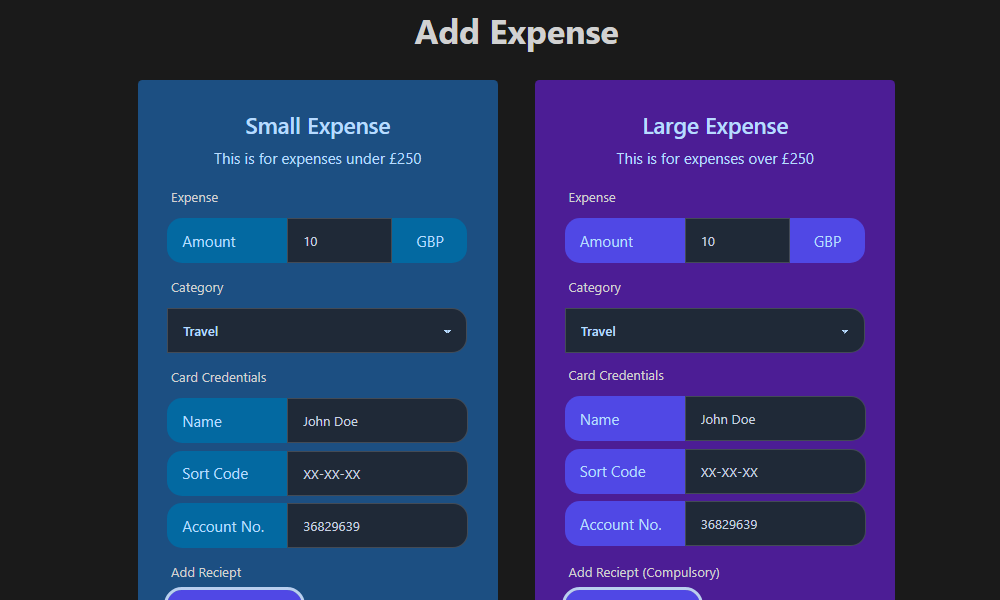 Add Expense
Small Expense
This is for expenses under £250
Expense
Amount 10 GBP
Category
Travel
Card Credentials
Name John Doe
Sort Code XX-XX-XX
Account No. 36829639
Add Reciept
Large Expense
This is for expenses over £250
Expense
Amount 10 GBP
Category
Travel
Card Credentials
Name John Doe
Sort Code XX-XX-XX
Account No. 36829639
Add Reciept (Compulsory)